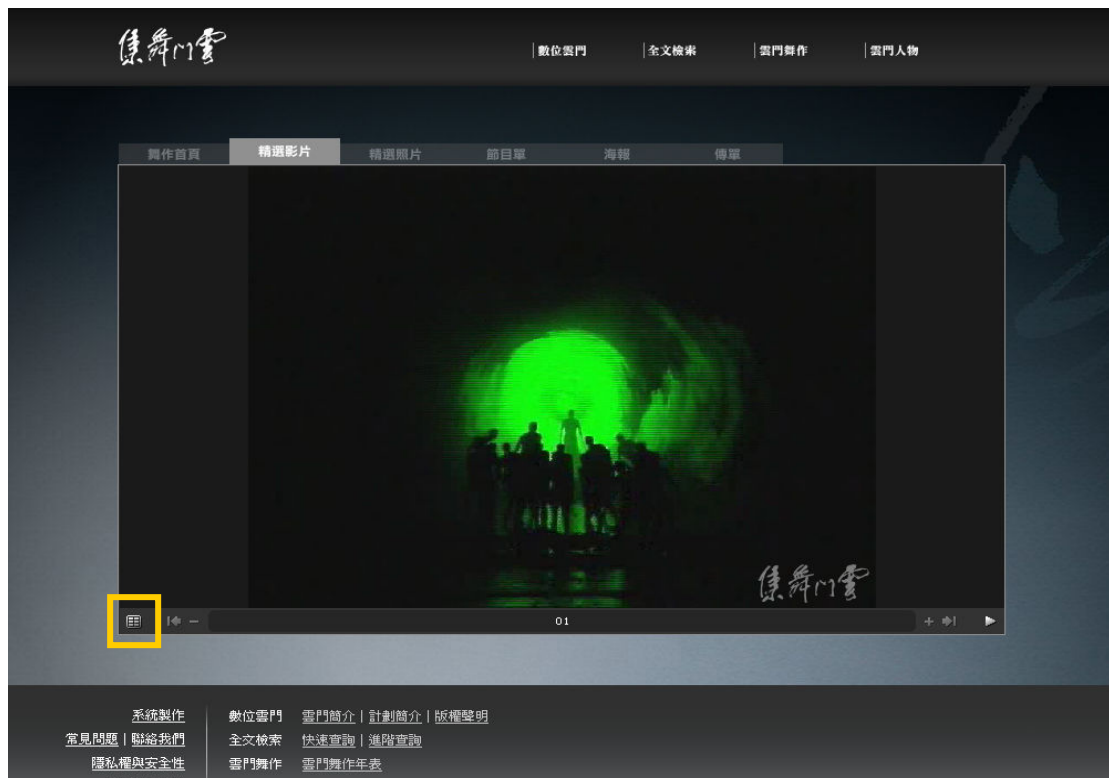 雲門舞集
數位雲門 全文檢索 雲門舞作 雲門人物
舞作首頁 精選影片 精選照片 節目單 海報 傳單
雲門舞集
01
系統製作 數位雲門 雲門簡介 | 計劃簡介 | 版權聲明
常見問題 | 聯絡我們 全文檢索 快速查詢 | 進階查詢
隱私權與安全性 雲門舞作 雲門舞作年表